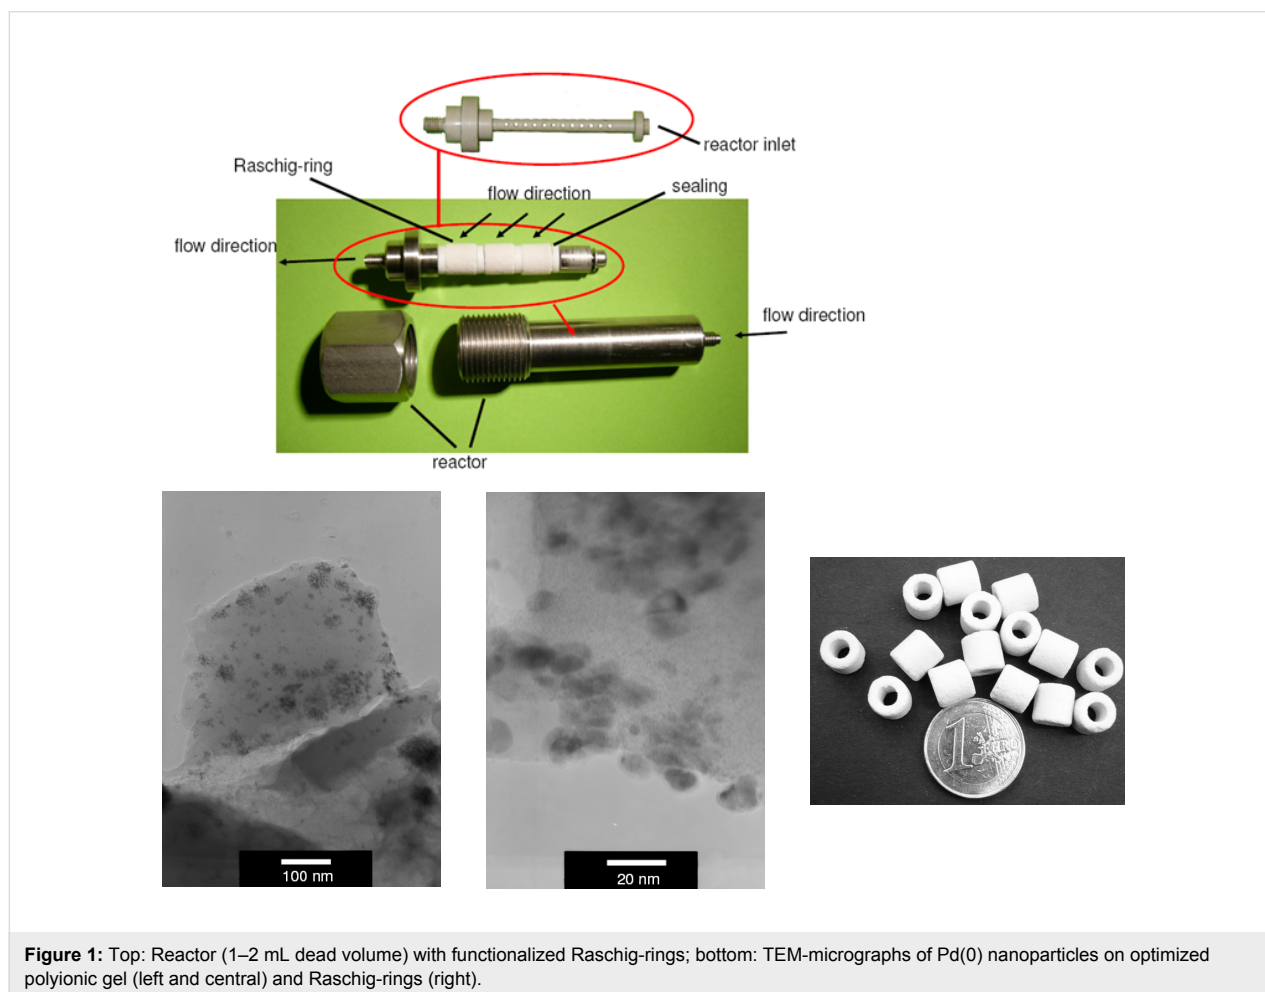 reactor inlet
Raschig-ring
flow direction
sealing
flow direction
flow direction
reactor
100 nm
20 nm
1
EURO
Figure 1: Top: Reactor (1–2 mL dead volume) with functionalized Raschig-rings; bottom: TEM-micrographs of Pd(0) nanoparticles on optimized
polyionic gel (left and central) and Raschig-rings (right).